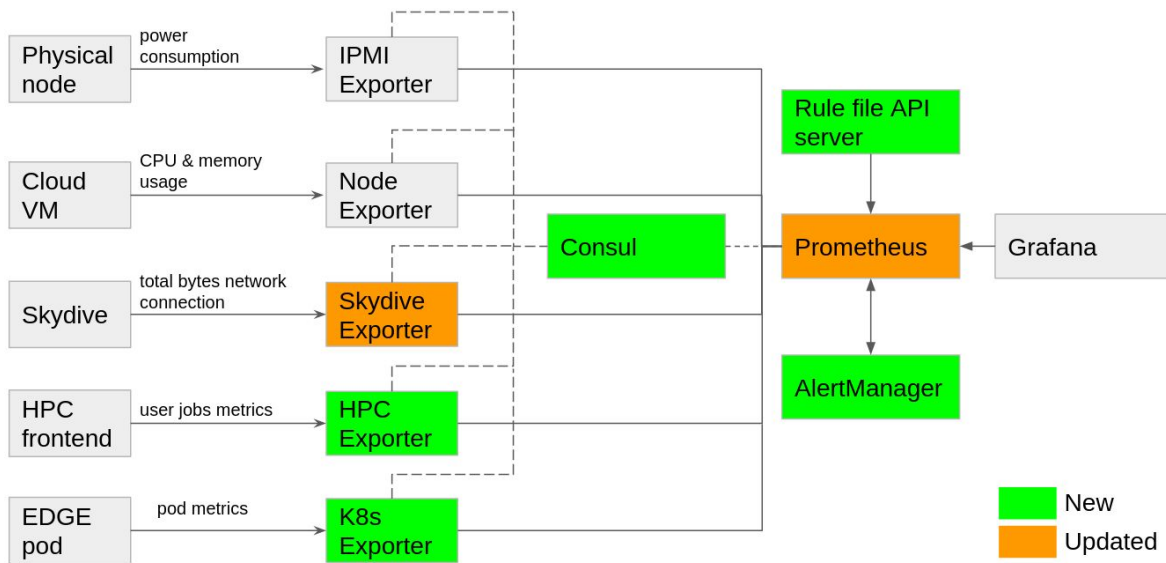 Physical
node
power
consumption
IPMI
Exporter
Cloud
VM
CPU & memory
usage
Node
Exporter
Skydive
total bytes network
connection
Skydive
Exporter
HPC
frontend
user jobs metrics
HPC
Exporter
EDGE
pod
pod metrics
K8s
Exporter
Consul
Rule file API
server
Prometheus
Grafana
AlertManager
New
Updated